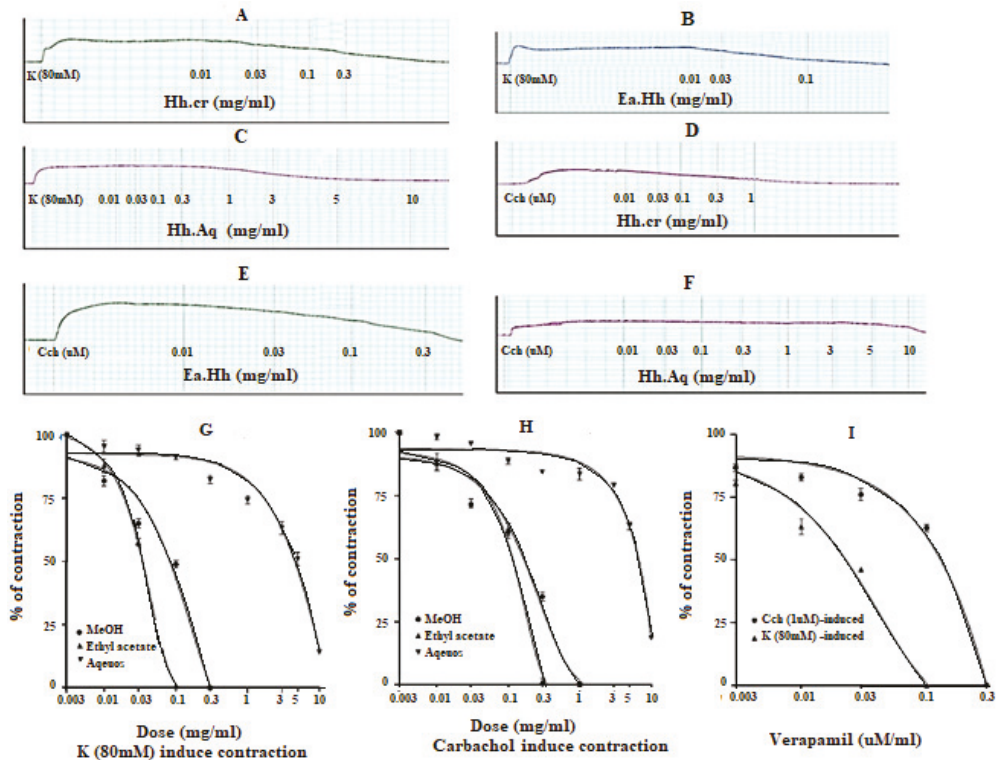 A
K (80mM) 0.01 0.03 0.1 0.3
Hh.cr (mg/ml)
B
K (80mM) 0.01 0.03 0.1
Ea.Hh (mg/ml)
C
K (80mM) 0.01 0.03 0.1 0.3 1 3 5 10
Hh.Aq (mg/ml)
D
Cch (uM) 0.01 0.03 0.1 0.3 1
Hh.cr (mg/ml)
E
Cch (uM) 0.01 0.03 0.1 0.3
Ea.Hh (mg/ml)
F
Cch (uM) 0.01 0.03 0.1 0.3 1 3 5 10
Hh.Aq (mg/ml)
G
% of contraction
100
75
50
25
0
MeOH
Ethyl acetate
Aqeuos
0.003 0.01 0.03 0.1 0.3 1 3 5 10
Dose (mg/ml)
K (80mM) induce contraction
H
% of contraction
100
75
50
25
0
MeOH
Ethyl acetate
Aqeuos
0.003 0.01 0.03 0.1 0.3 1 3 5 10
Dose (mg/ml)
Carbachol induce contraction
I
% of contraction
100
75
50
25
0
Cch (1uM)-induced
K (80mM) -induced
0.003 0.01 0.03 0.1 0.3
Verapamil (uM/ml)